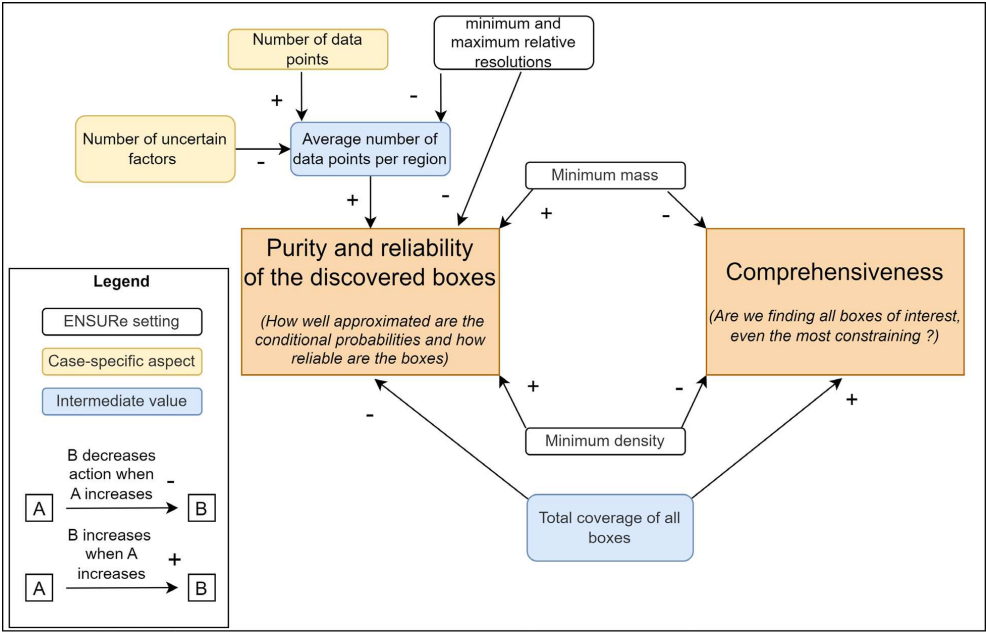 Number of data
points
minimum and
maximum relative
resolutions
+
-
Number of uncertain
factors
-
Average number of
data points per region
+
-
Minimum mass
+
-
Purity and reliability
of the discovered boxes
(How well approximated are the
conditional probabilities and how
reliable are the boxes)
Comprehensiveness
(Are we finding all boxes of interest,
even the most constraining ?)
+
-
Minimum density
-
+
Total coverage of all
boxes
Legend
ENSURe setting
Case-specific aspect
Intermediate value
B decreases
action when
A increases
-
A
B
B increases
when A
increases
+
A
B